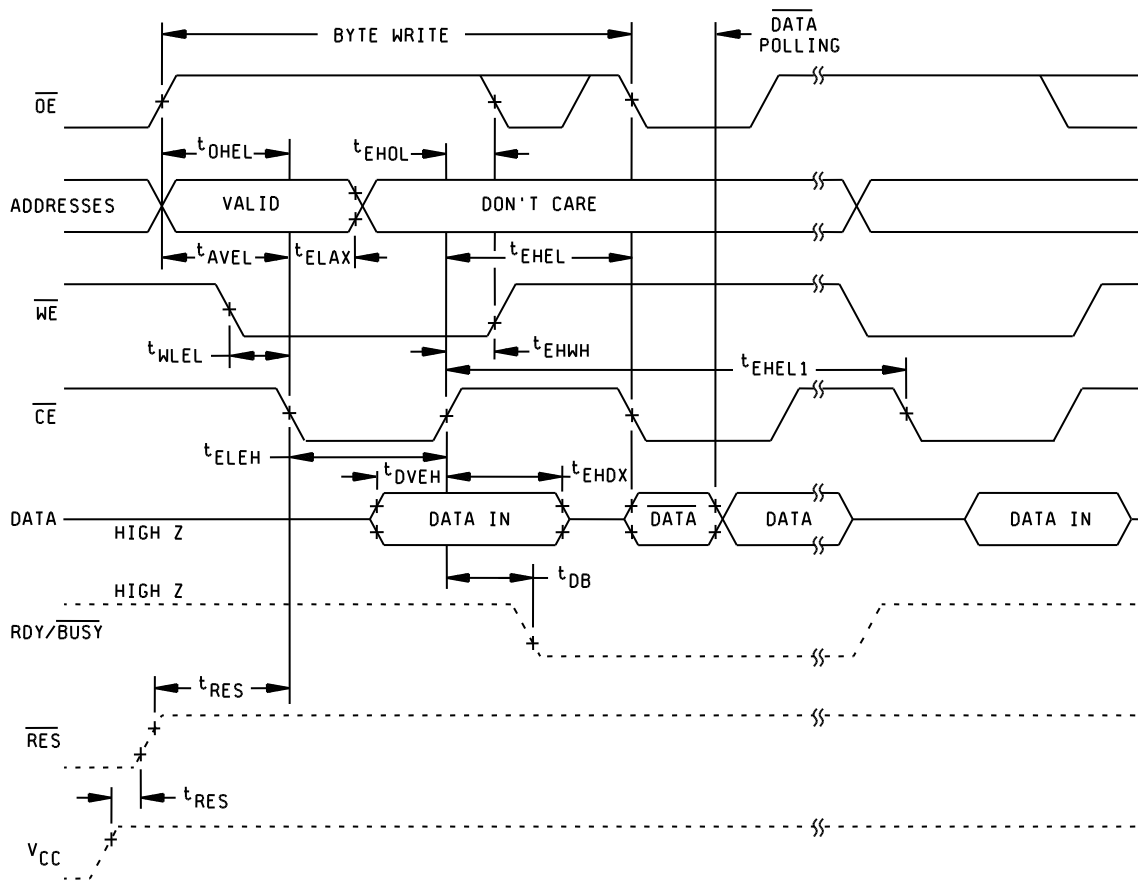 BYTE WRITE
DATA
POLLING
OE
tOHEL
tEHOL
ADDRESSES
VALID
DON'T CARE
tAVEL
tELAX
tEHEL
WE
tWLEL
tEHWH
tEHEL1
CE
tELEH
tDVEH
tEHDX
DATA
HIGH Z
DATA IN
DATA
DATA
DATA IN
tDB
HIGH Z
RDY/BUSY
tRES
RES
tRES
VCC